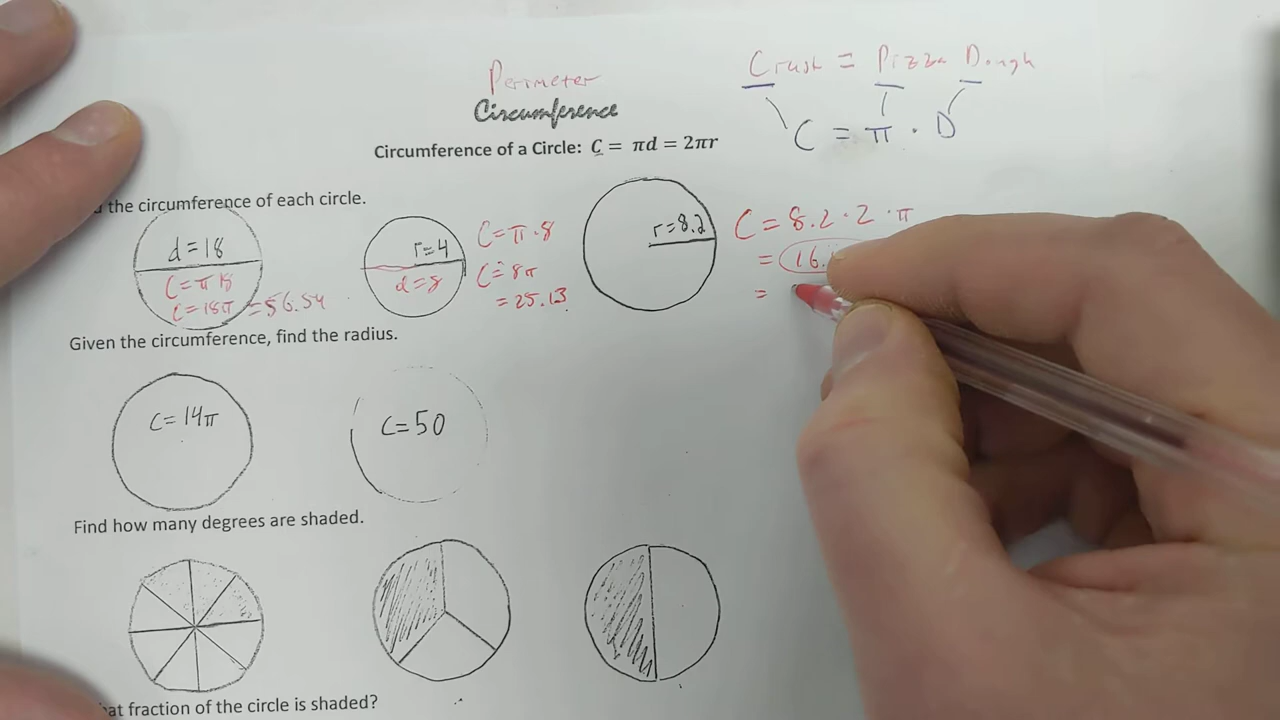 Perimeter
Circumference
Crust = Pizza Dough
C = π · D
Circumference of a Circle: C = πd = 2πr
the circumference of each circle.
d=18
C=π18
C=18π =56.54
r=4
d=8
C=π·8
C=8π
=25.13
r=8.2
C=8.2·2·π
=16.
=
Given the circumference, find the radius.
C=14π
C=50
Find how many degrees are shaded.
fraction of the circle is shaded?